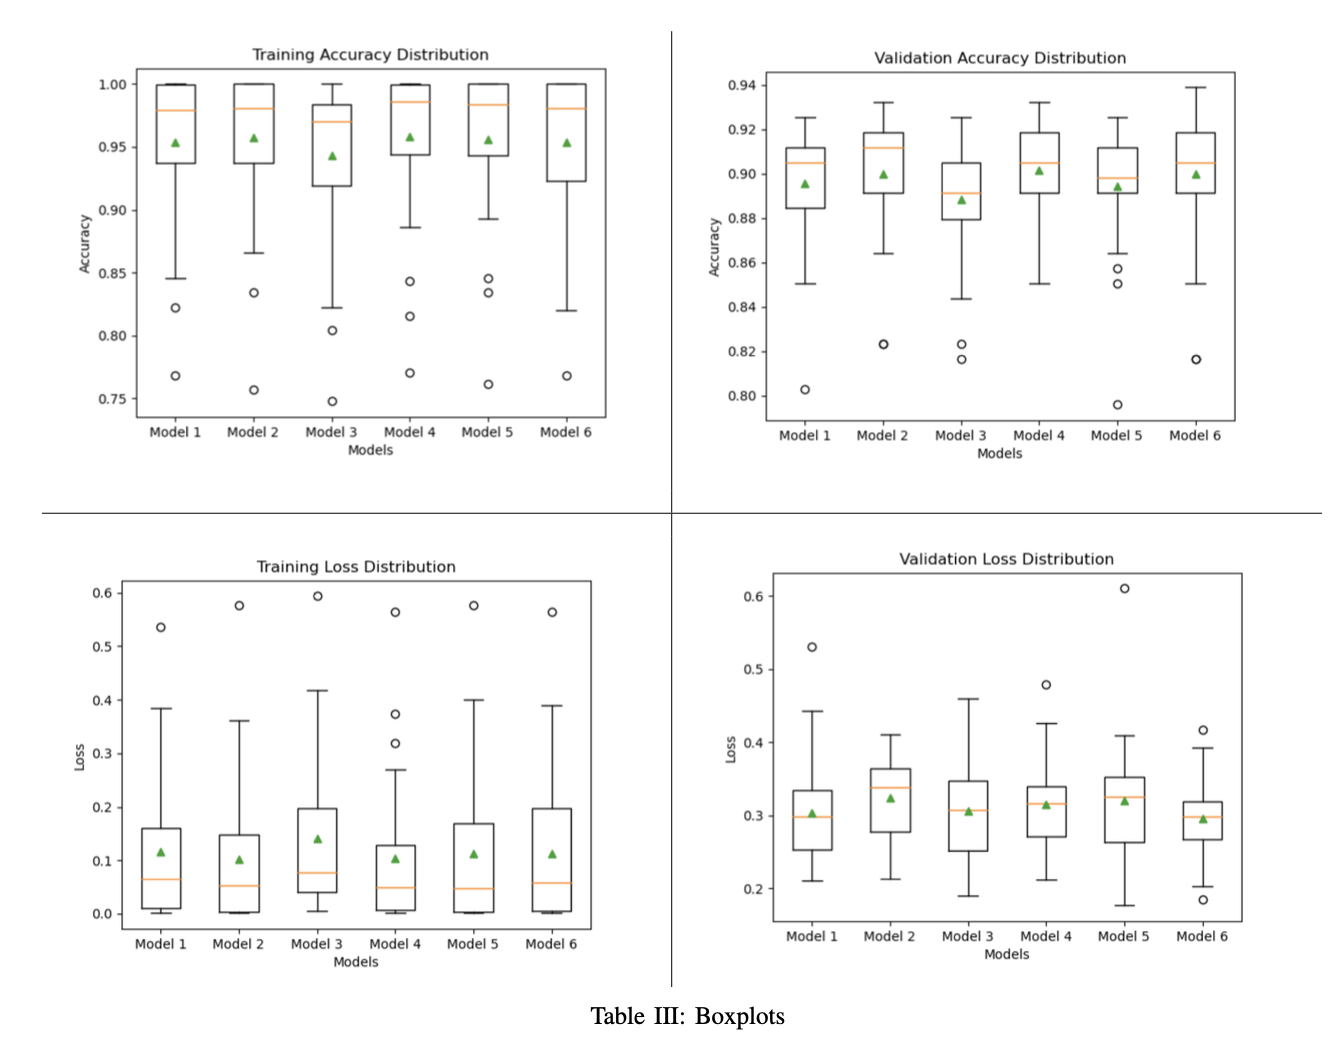 Training Accuracy Distribution
1.00
0.95
0.90
0.85
0.80
0.75
Accuracy
Model 1 Model 2 Model 3 Model 4 Model 5 Model 6
Models
Validation Accuracy Distribution
0.94
0.92
0.90
0.88
0.86
0.84
0.82
0.80
Accuracy
Model 1 Model 2 Model 3 Model 4 Model 5 Model 6
Models
Training Loss Distribution
0.6
0.5
0.4
0.3
0.2
0.1
0.0
Loss
Model 1 Model 2 Model 3 Model 4 Model 5 Model 6
Models
Validation Loss Distribution
0.6
0.5
0.4
0.3
0.2
Loss
Model 1 Model 2 Model 3 Model 4 Model 5 Model 6
Models
Table III: Boxplots